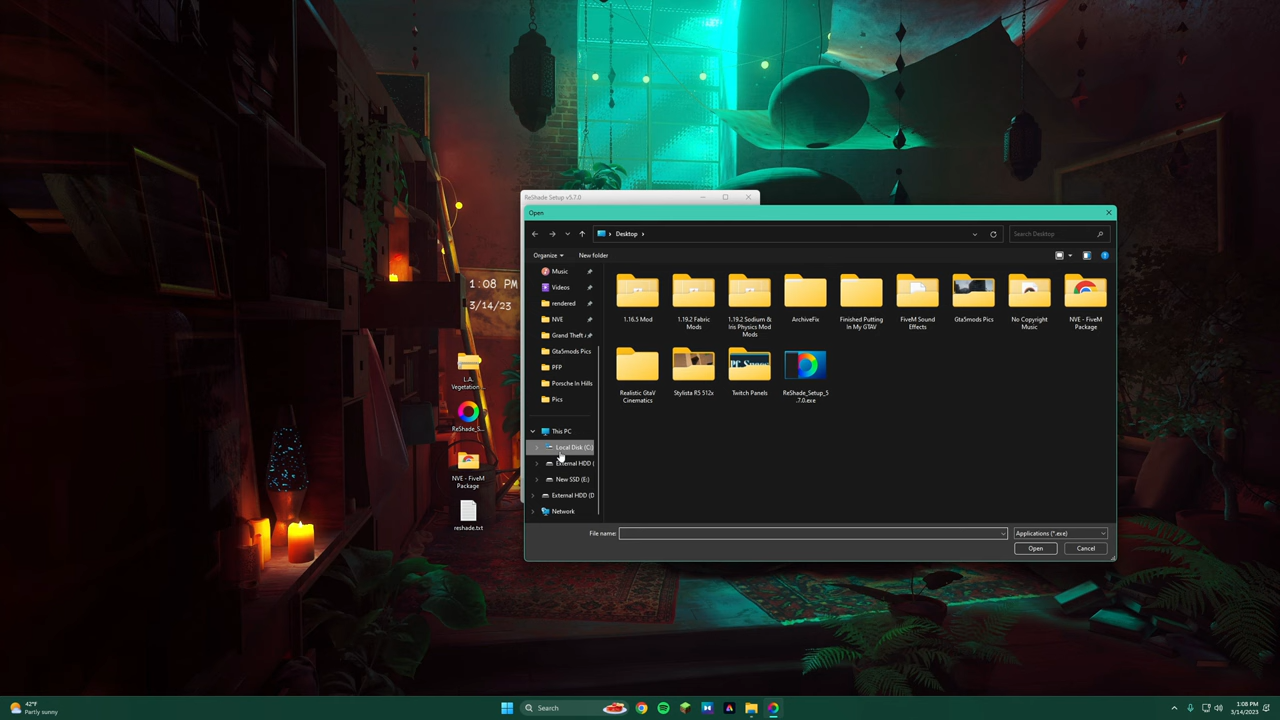 ReShade Setup v5.7.0
Open
Desktop
Search Desktop
Organize
New folder
Music
Videos
rendered
NVE
Grand Theft
Gta5mods Pics
PFP
Porsche In Hills
Pics
This PC
Local Disk (C:)
External HDD (
New SSD (E:)
External HDD (D
Network
1.16.5 Mod
1.19.2 Fabric
Mods
1.19.2 Sodium &
Iris Physics Mod
Mods
ArchiveFix
Finished Putting
In My GTAV
FiveM Sound
Effects
Gta5mods Pics
No Copyright
Music
NVE - FiveM
Package
Realistic GtaV
Cinematics
Stylista RS 512x
Twitch Panels
ReShade_Setup_5
.7.0.exe
File name:
Applications (*.exe)
Open
Cancel
1:08 PM
3/14/23
L.A.
Vegetation ...
ReShade_S...
NVE - FiveM
Package
reshade.txt
42°F
Partly sunny
Search
1:08 PM
3/14/2023